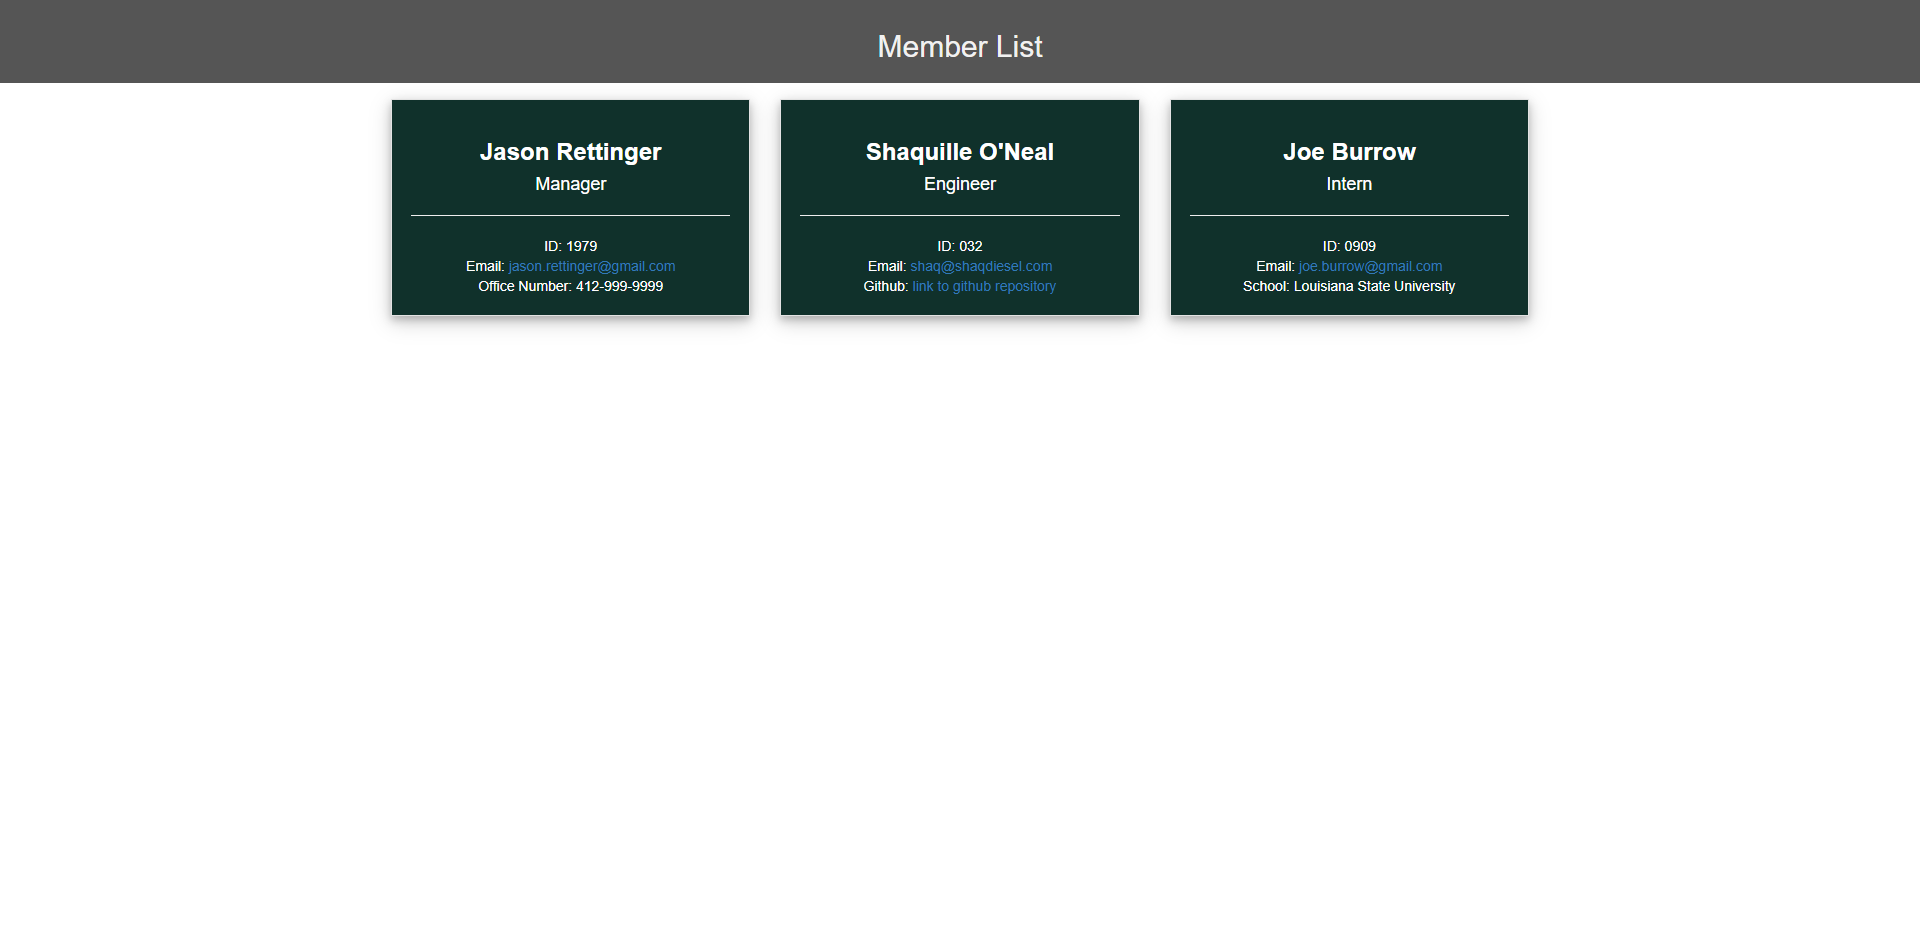 Member List
Jason Rettinger
Manager
ID: 1979
Email: jason.rettinger@gmail.com
Office Number: 412-999-9999
Shaquille O'Neal
Engineer
ID: 032
Email: shaq@shaqdiesel.com
Github: link to github repository
Joe Burrow
Intern
ID: 0909
Email: joe.burrow@gmail.com
School: Louisiana State University